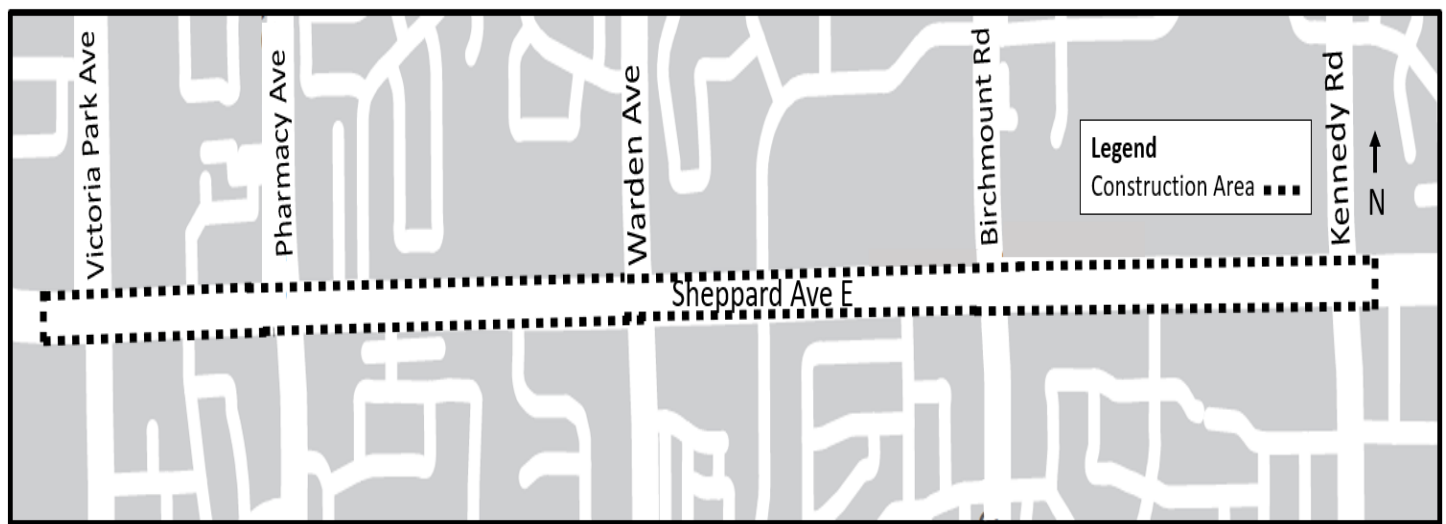 Victoria Park Ave
Pharmacy Ave
Warden Ave
Birchmount Rd
Kennedy Rd
Legend
Construction Area
N
Sheppard Ave E